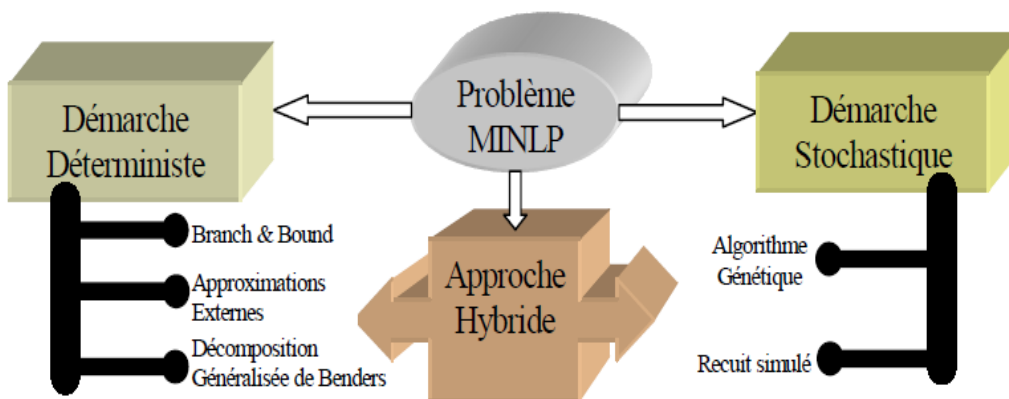 Problème
MINLP
Démarche
Déterministe
Démarche
Stochastique
Branch & Bound
Approximations
Externes
Décomposition
Généralisée de Benders
Approche
Hybride
Algorithme
Génétique
Recuit simulé